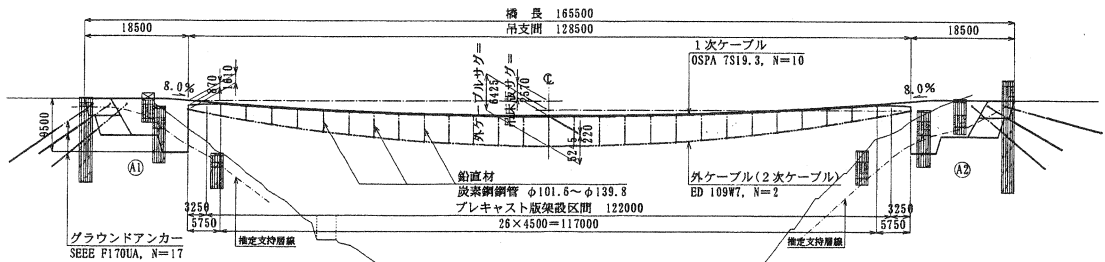 橋 長 165500
18500
吊支間 128500
18500
8.0%
870
610
外ケーブルサグ=
6425
吊床版サグ=
2570
℄
1次ケーブル
OSPA 7S19.3, N=10
8.0%
9500
5245
220
A1
鉛直材
炭素鋼鋼管 φ101.6~φ139.8
外ケーブル(2次ケーブル)
ED 109W7, N=2
A2
3250
プレキャスト版架設区間 122000
3250
5750
26×4500=117000
5750
グラウンドアンカー
SEEE F170UA, N=17
推定支持層線
推定支持層線